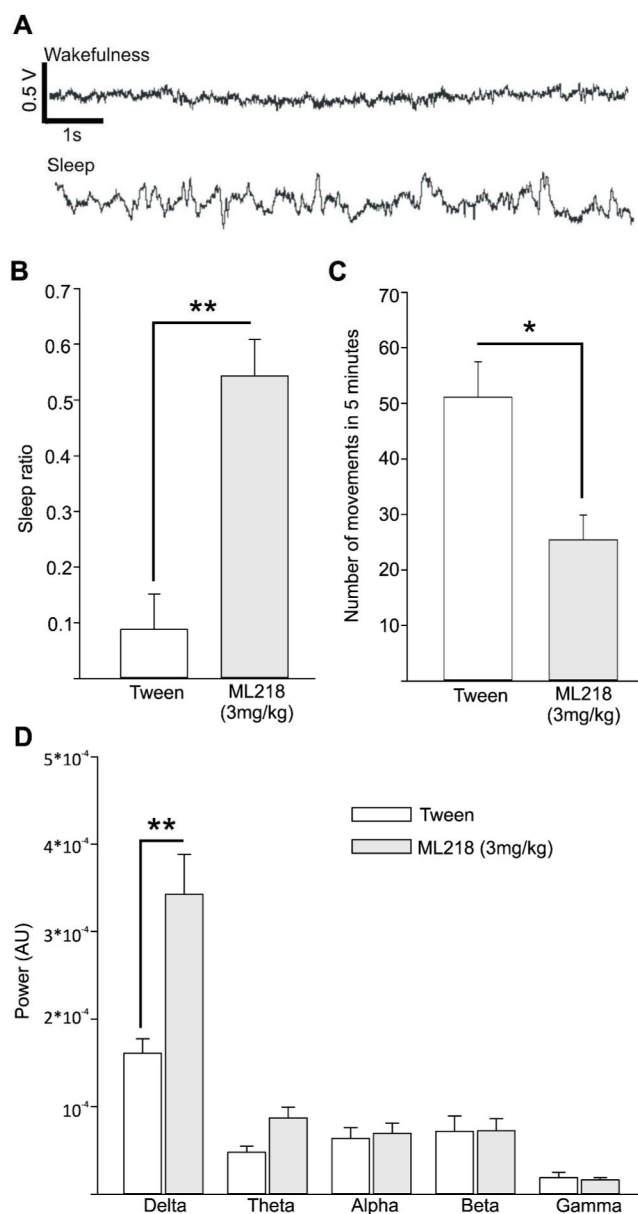 A
Wakefulness
0.5 V
1s
Sleep
B
0.7
0.6
0.5
0.4
0.3
0.2
0.1
Sleep ratio
**
Tween
ML218
(3mg/kg)
C
70
60
50
40
30
20
10
Number of movements in 5 minutes
*
Tween
ML218
(3mg/kg)
D
5*10-4
4*10-4
3*10-4
2*10-4
10-4
Power (AU)
**
Tween
ML218 (3mg/kg)
Delta Theta Alpha Beta Gamma